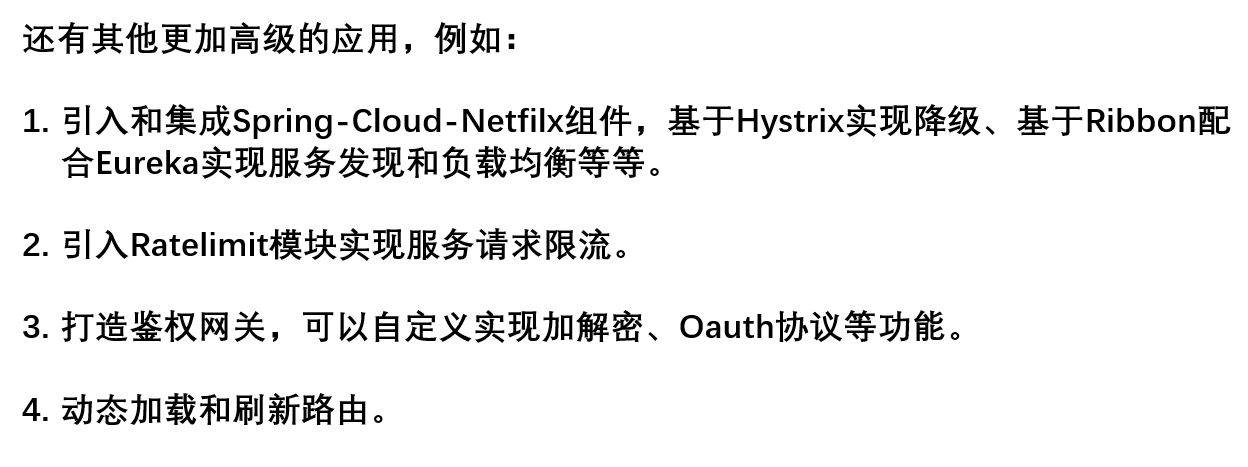 还有其他更加高级的应用，例如：
1. 引入和集成Spring-Cloud-Netfilx组件，基于Hystrix实现降级、基于Ribbon配
合Eureka实现服务发现和负载均衡等等。
2. 引入Ratelimit模块实现服务请求限流。
3. 打造鉴权网关，可以自定义实现加解密、Oauth协议等功能。
4. 动态加载和刷新路由。